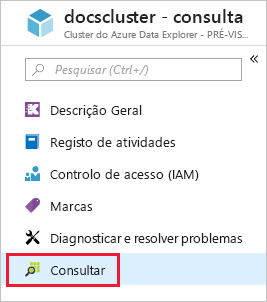 docscluster - consulta
Cluster do Azure Data Explorer - PRÉ-VIS...
Pesquisar (Ctrl+/)
Descrição Geral
Registo de atividades
Controlo de acesso (IAM)
Marcas
Diagnosticar e resolver problemas
Consultar